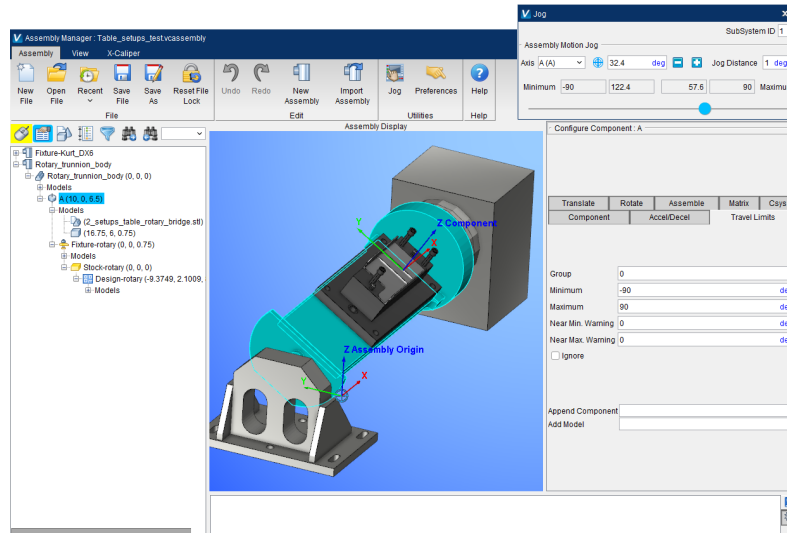 Jog
x
SubSystem ID 1
Assembly Motion Jog
Axis A (A) 32.4 deg Jog Distance 1 deg
Minimum -90 122.4 57.6 90 Maximu
Assembly Manager : Table_setups_test.vcassembly
Assembly View X-Caliper
New File
Open File
Recent
Save File
Save As
Reset File Lock
Undo
Redo
New Assembly
Import Assembly
Jog
Preferences
Help
File Edit Utilities Help
Assembly Display
Fixture-Kurt_DX6
Rotary_trunnion_body
Rotary_trunnion_body (0, 0, 0)
Models
A (10, 0, 6.5)
Models
(2_setups_table_rotary_bridge.stl)
(16.75, 6, 0.75)
Fixture-rotary (0, 0, 0.75)
Models
Stock-rotary (0, 0, 0)
Design-rotary (-9.3749, 2.1009,
Models
Y
Z Component
X
Z Assembly Origin
Y
X
Configure Component : A
Translate Rotate Assemble Matrix Csys
Component Accel/Decel Travel Limits
Group 0
Minimum -90 de
Maximum 90 de
Near Min. Warning 0 de
Near Max. Warning 0 de
Ignore
Append Component
Add Model